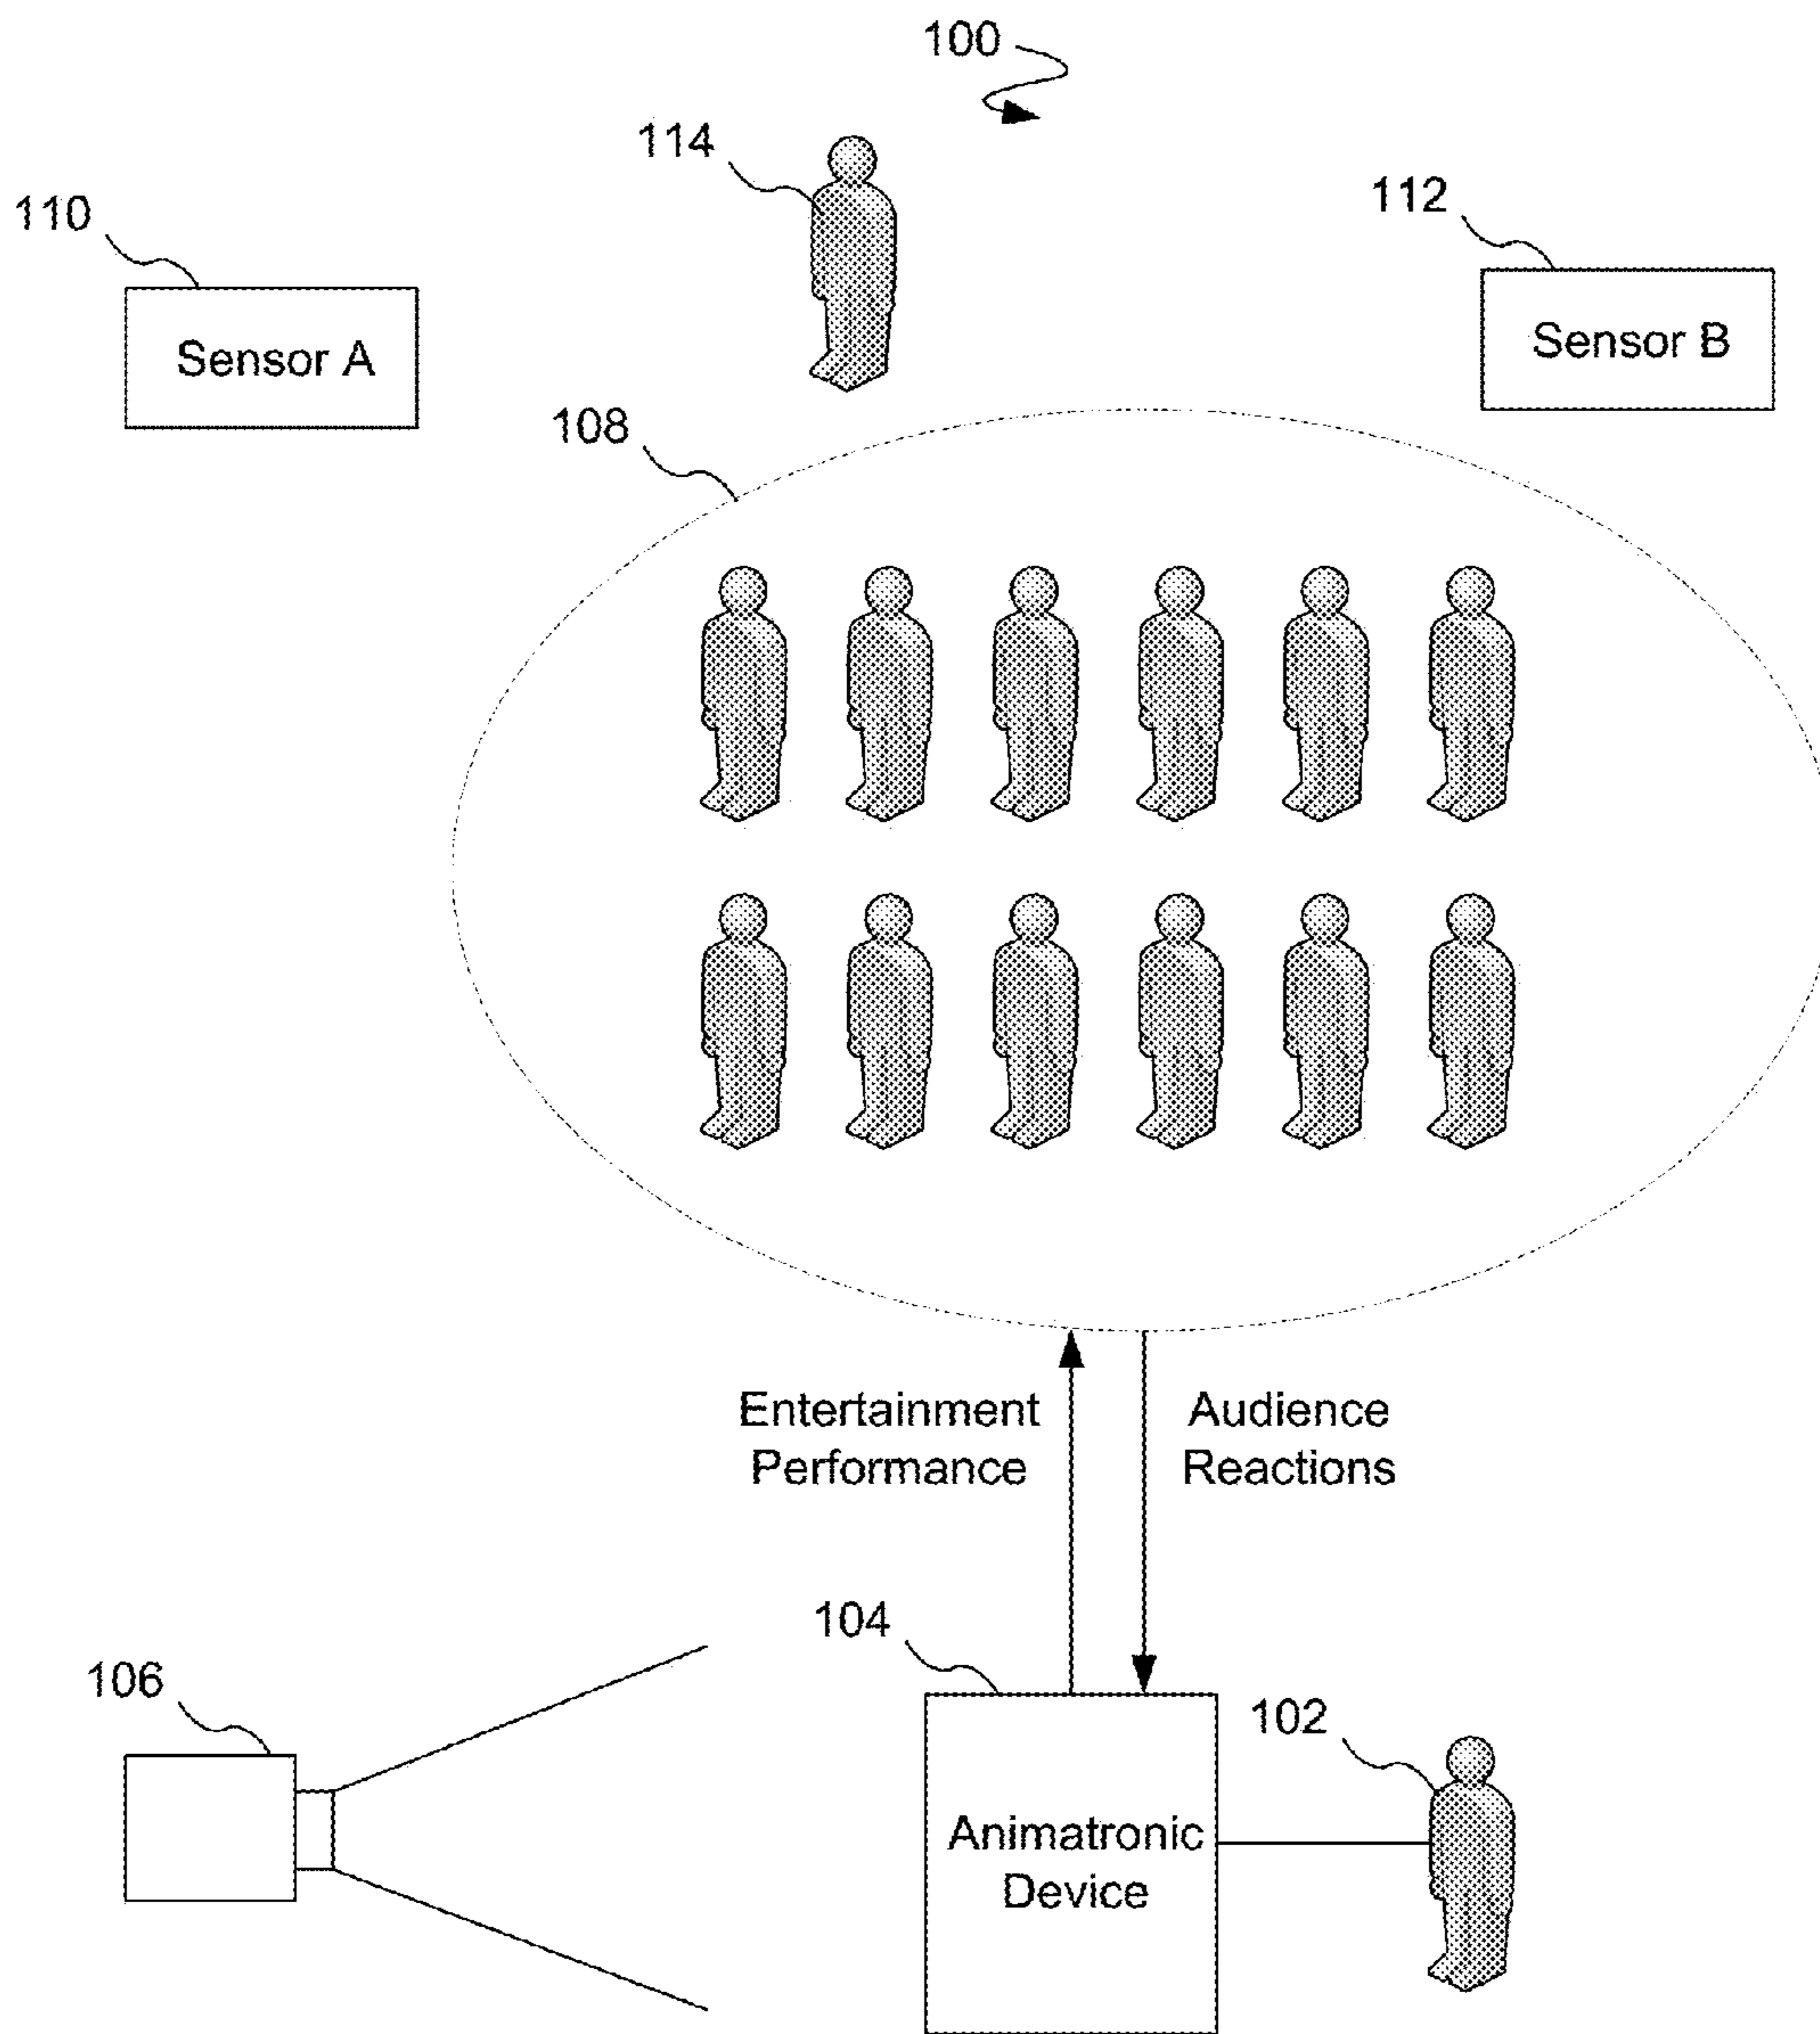 100
114
110
112
Sensor A
Sensor B
108
Entertainment
Performance
Audience
Reactions
104
106
102
Animatronic
Device